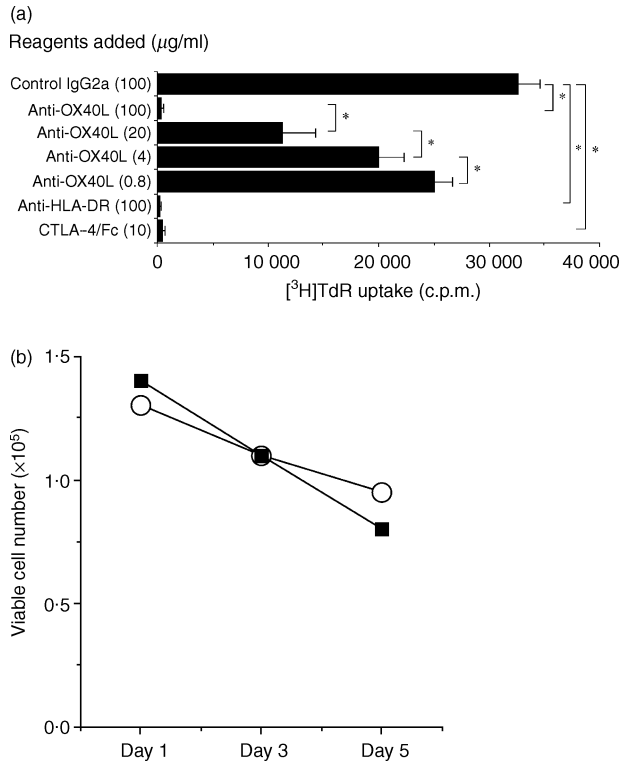 (a)
Reagents added (μg/ml)
Control IgG2a (100)
Anti-OX40L (100)
Anti-OX40L (20)
Anti-OX40L (4)
Anti-OX40L (0.8)
Anti-HLA-DR (100)
CTLA–4/Fc (10)
* * * * * *
0 10 000 20 000 30 000 40 000
[³H]TdR uptake (c.p.m.)
(b)
Viable cell number (×10⁵)
1·5
1·0
0·5
0·0
Day 1 Day 3 Day 5